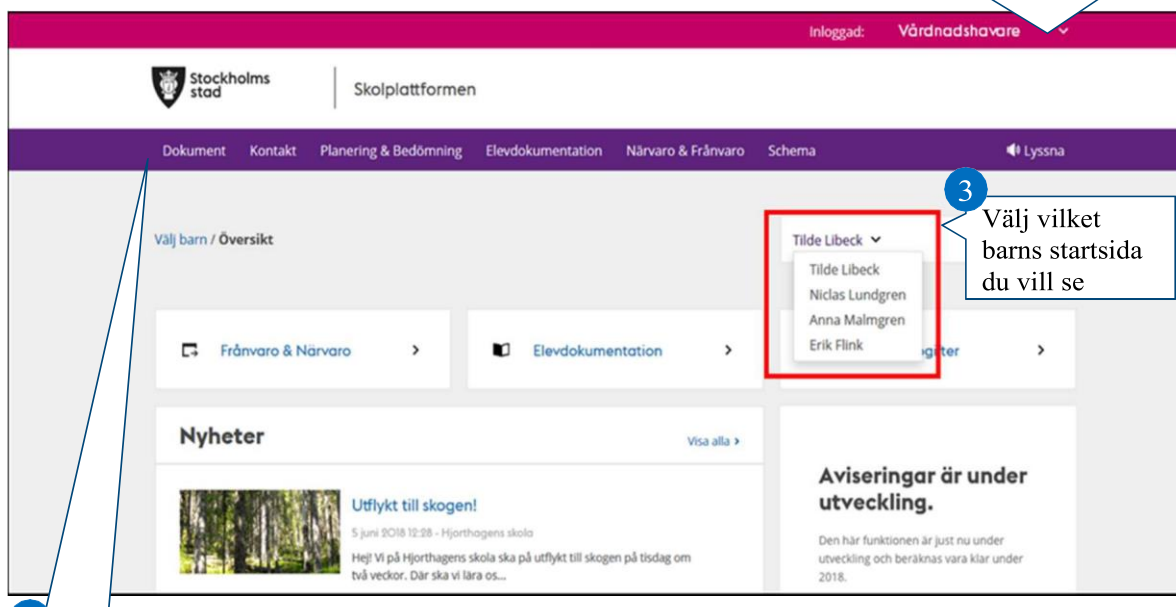 Inloggad: Vårdnadshavare
Stockholms
stad
Skolplattformen
Dokument Kontakt Planering & Bedömning Elevdokumentation Närvaro & Frånvaro Schema Lyssna
3
Välj vilket
barns startsida
du vill se
Välj barn / Översikt
Tilde Libeck
Tilde Libeck
Niclas Lundgren
Anna Malmgren
Erik Flink
Frånvaro & Närvaro
Elevdokumentation
Nyheter
Visa alla
Utflykt till skogen!
5 juni 2018 12:28 - Hjorthagens skola
Hej! Vi på Hjorthagens skola ska på utflykt till skogen på tisdag om
två veckor. Där ska vi lära os...
Aviseringar är under
utveckling.
Den här funktionen är just nu under
utveckling och beräknas vara klar under
2018.